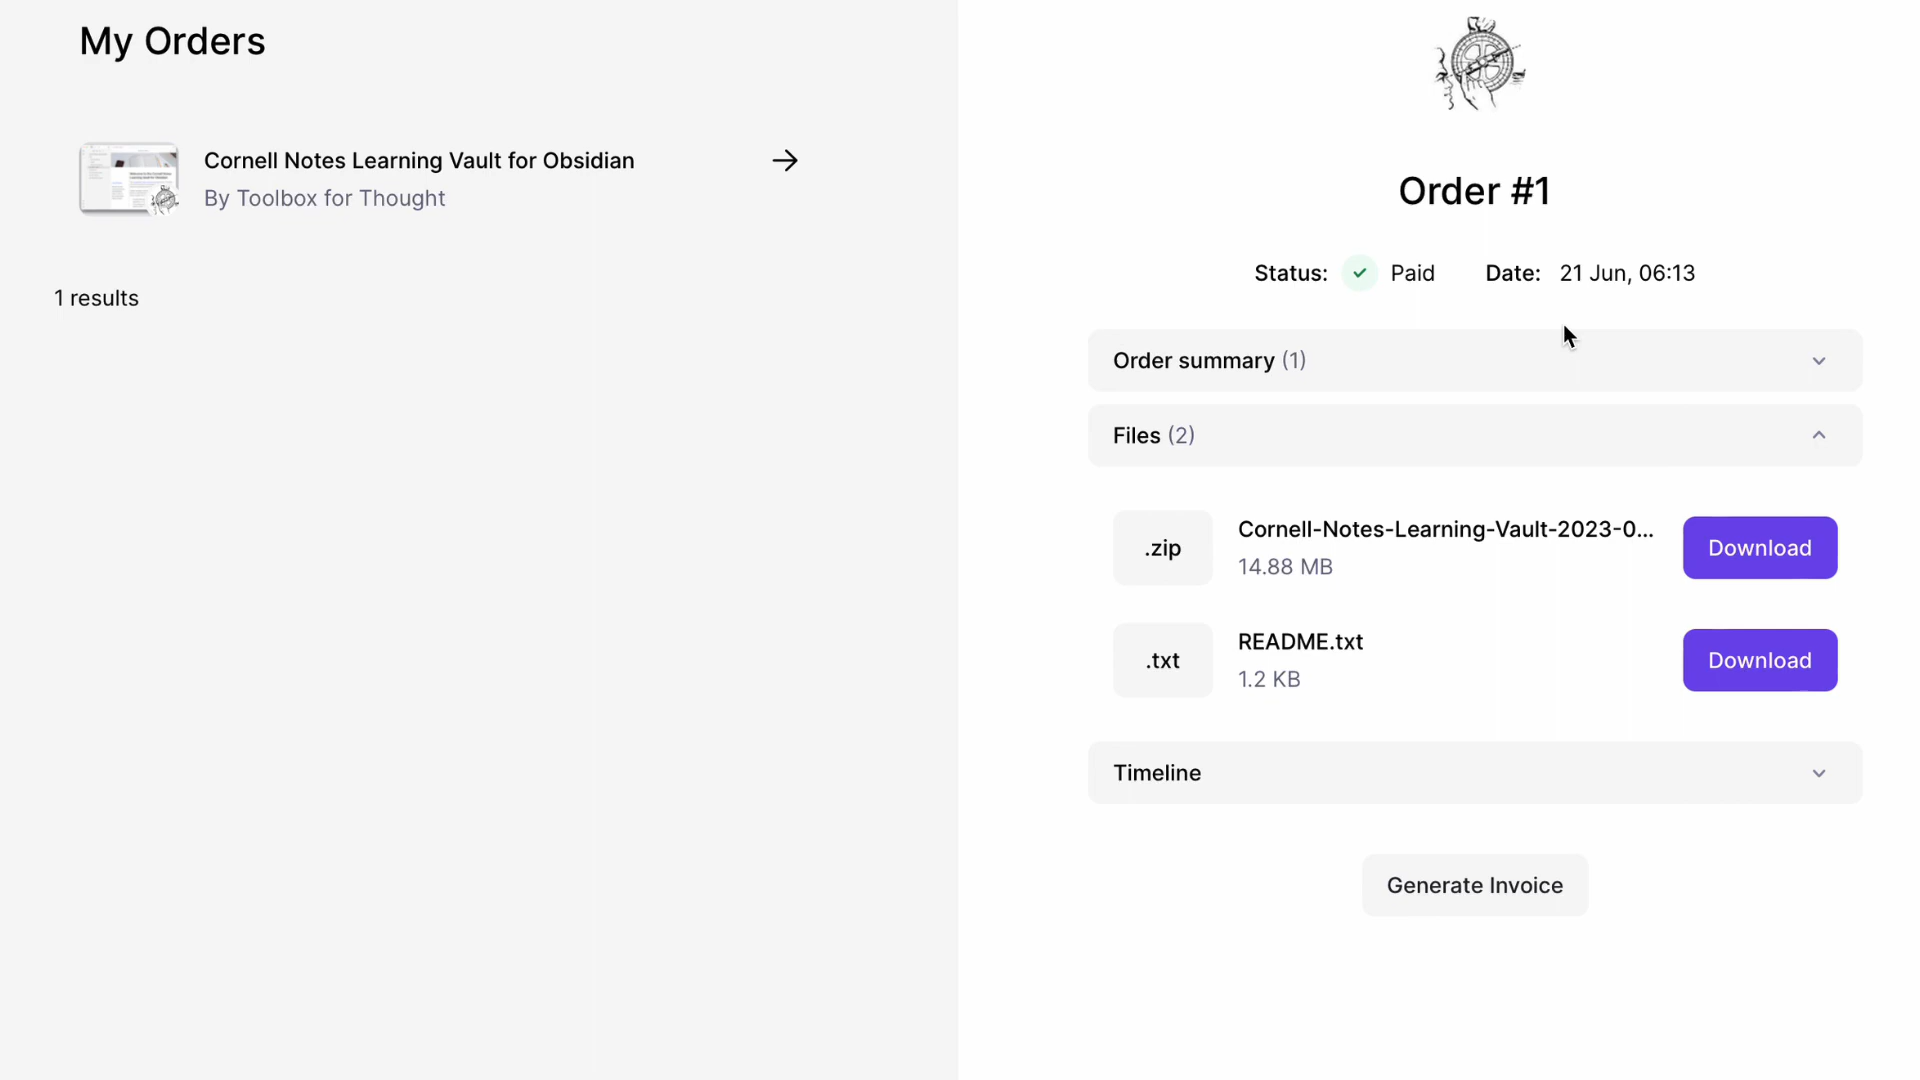 My Orders
Cornell Notes Learning Vault for Obsidian
By Toolbox for Thought
1 results
Order #1
Status: Paid Date: 21 Jun, 06:13
Order summary (1)
Files (2)
.zip
Cornell-Notes-Learning-Vault-2023-0...
14.88 MB
Download
.txt
README.txt
1.2 KB
Download
Timeline
Generate Invoice